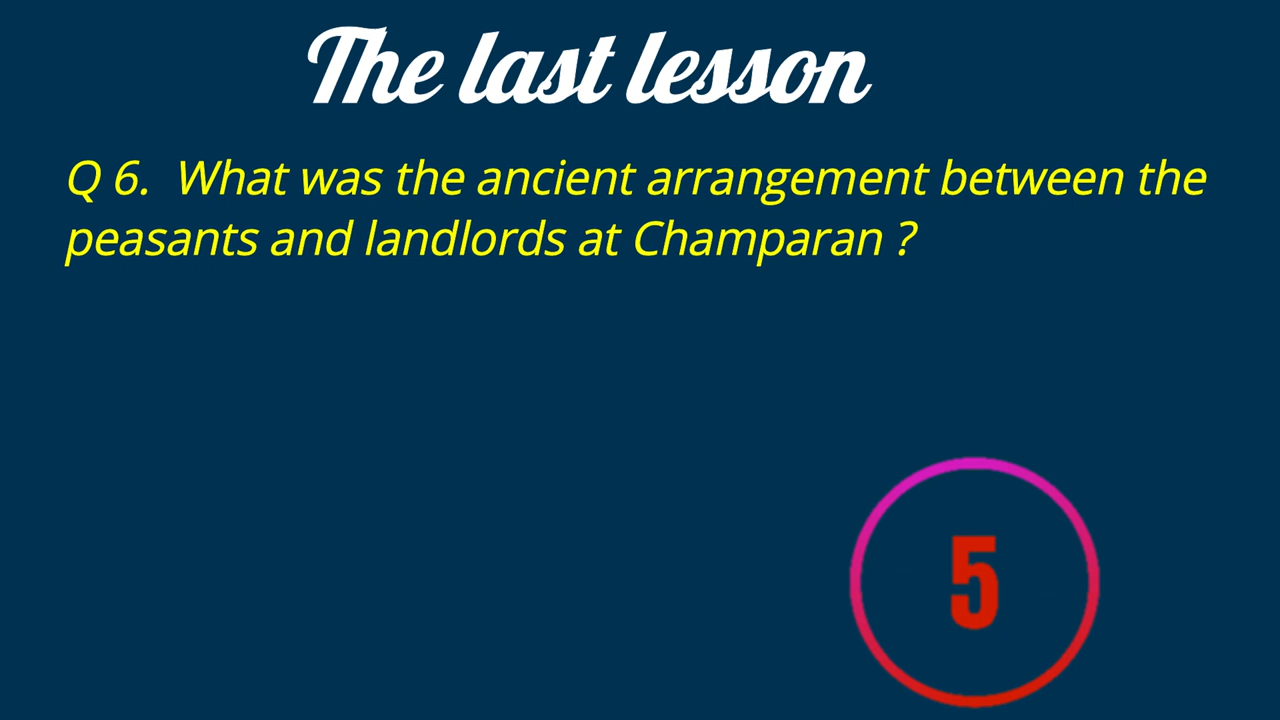 The last lesson
Q 6. What was the ancient arrangement between the
peasants and landlords at Champaran ?
5